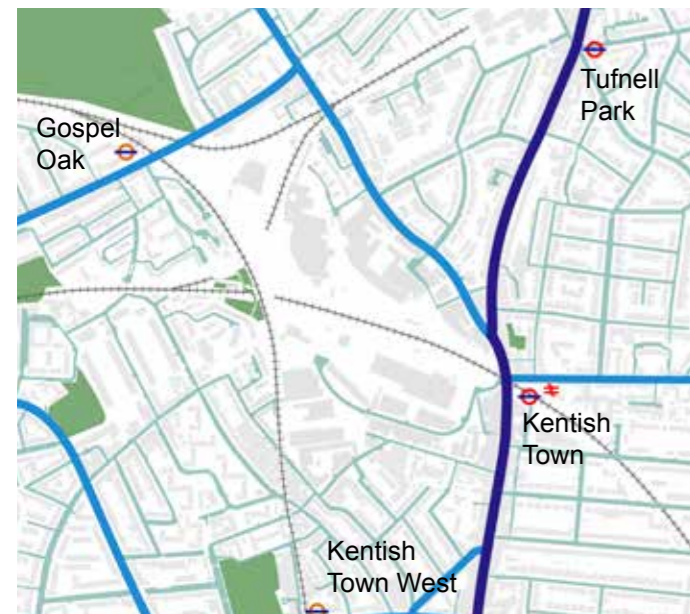 Tufnell
Park
Gospel
Oak
Kentish
Town
Kentish
Town West